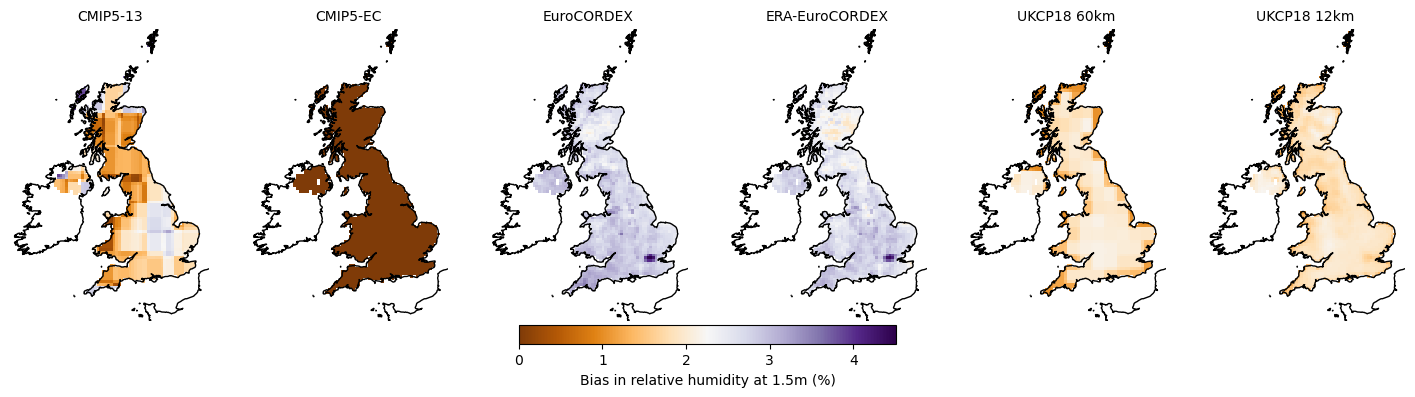 CMIP5-13
CMIP5-EC
EuroCORDEX
ERA-EuroCORDEX
UKCP18 60km
UKCP18 12km
0
1
2
3
4
Bias in relative humidity at 1.5m (%)